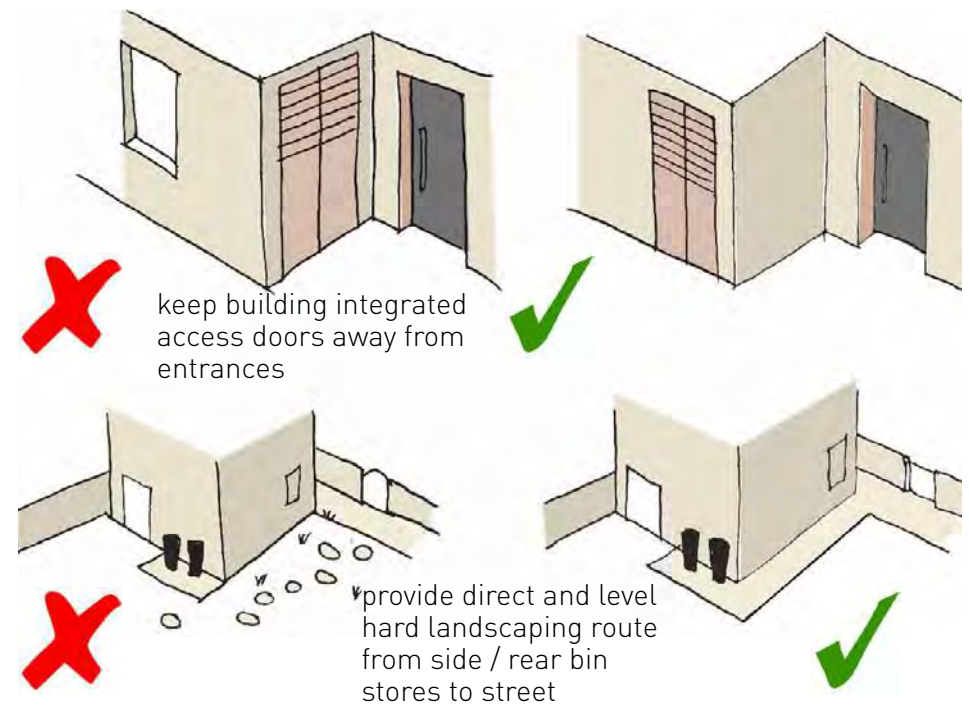 keep building integrated
access doors away from
entrances
provide direct and level
hard landscaping route
from side / rear bin
stores to street